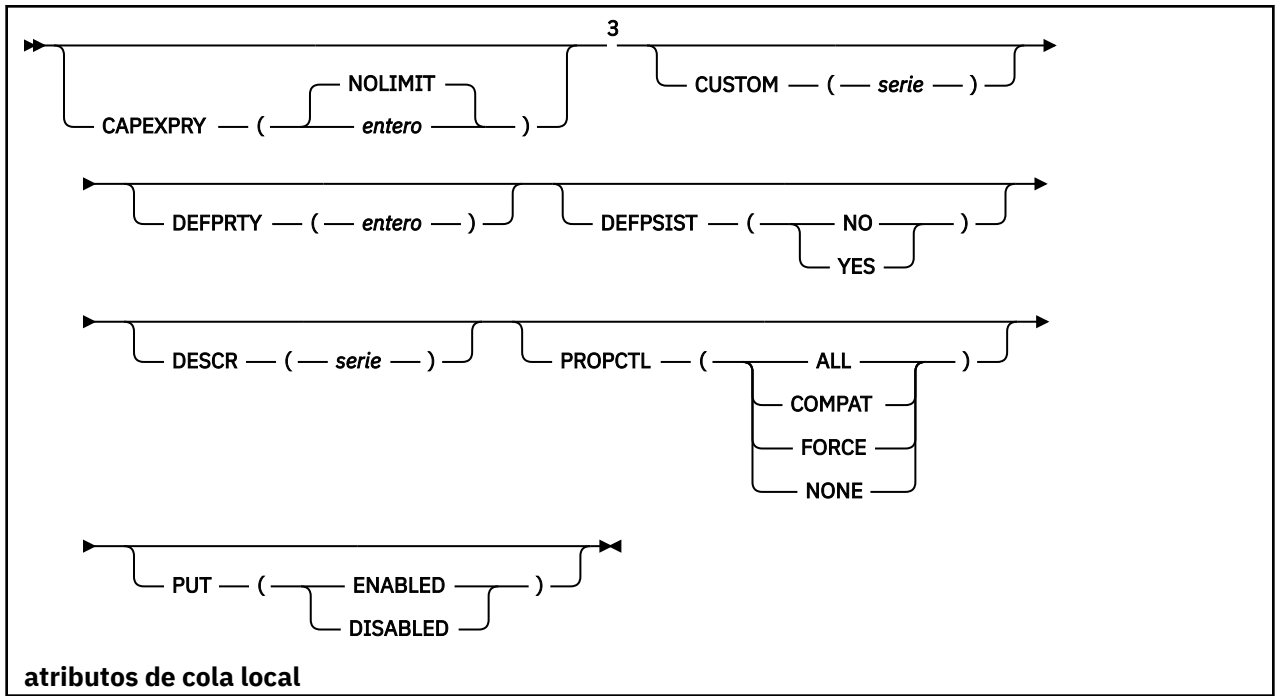 3
NOLIMIT
CAPEXPRY ( entero )
CUSTOM ( serie )
DEFPRTY ( entero )
DEFPSIST ( NO )
YES
DESCR ( serie )
PROPCTL ( ALL )
COMPAT
FORCE
NONE
PUT ( ENABLED )
DISABLED
atributos de cola local